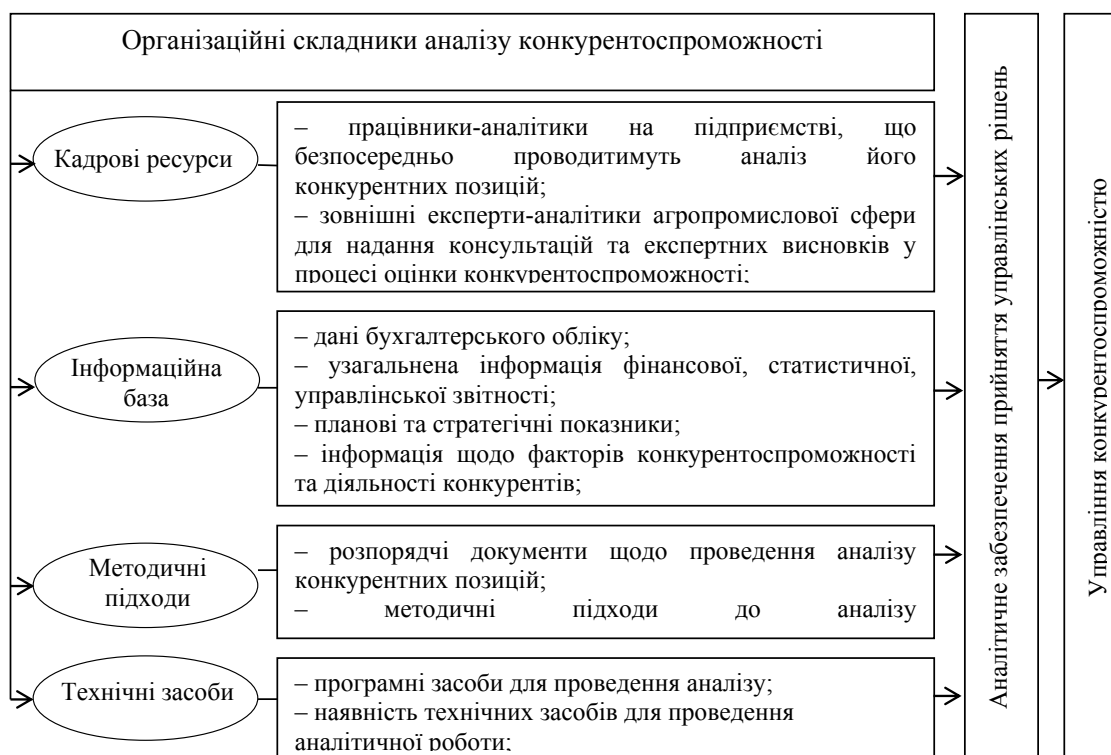 Організаційні складники аналізу конкурентоспроможності
Кадрові ресурси
– працівники-аналітики на підприємстві, що
безпосередньо проводитимуть аналіз його
конкурентних позицій;
– зовнішні експерти-аналітики агропромислової сфери
для надання консультацій та експертних висновків у
процесі оцінки конкурентоспроможності;
Інформаційна
база
– дані бухгалтерського обліку;
– узагальнена інформація фінансової, статистичної,
управлінської звітності;
– планові та стратегічні показники;
– інформація щодо факторів конкурентоспроможності
та діяльності конкурентів;
Методичні
підходи
– розпорядчі документи щодо проведення аналізу
конкурентних позицій;
– методичні підходи до аналізу
Технічні засоби
– програмні засоби для проведення аналізу;
– наявність технічних засобів для проведення
аналітичної роботи;
Аналітичне забезпечення прийняття управлінських рішень
Управління конкурентоспроможністю